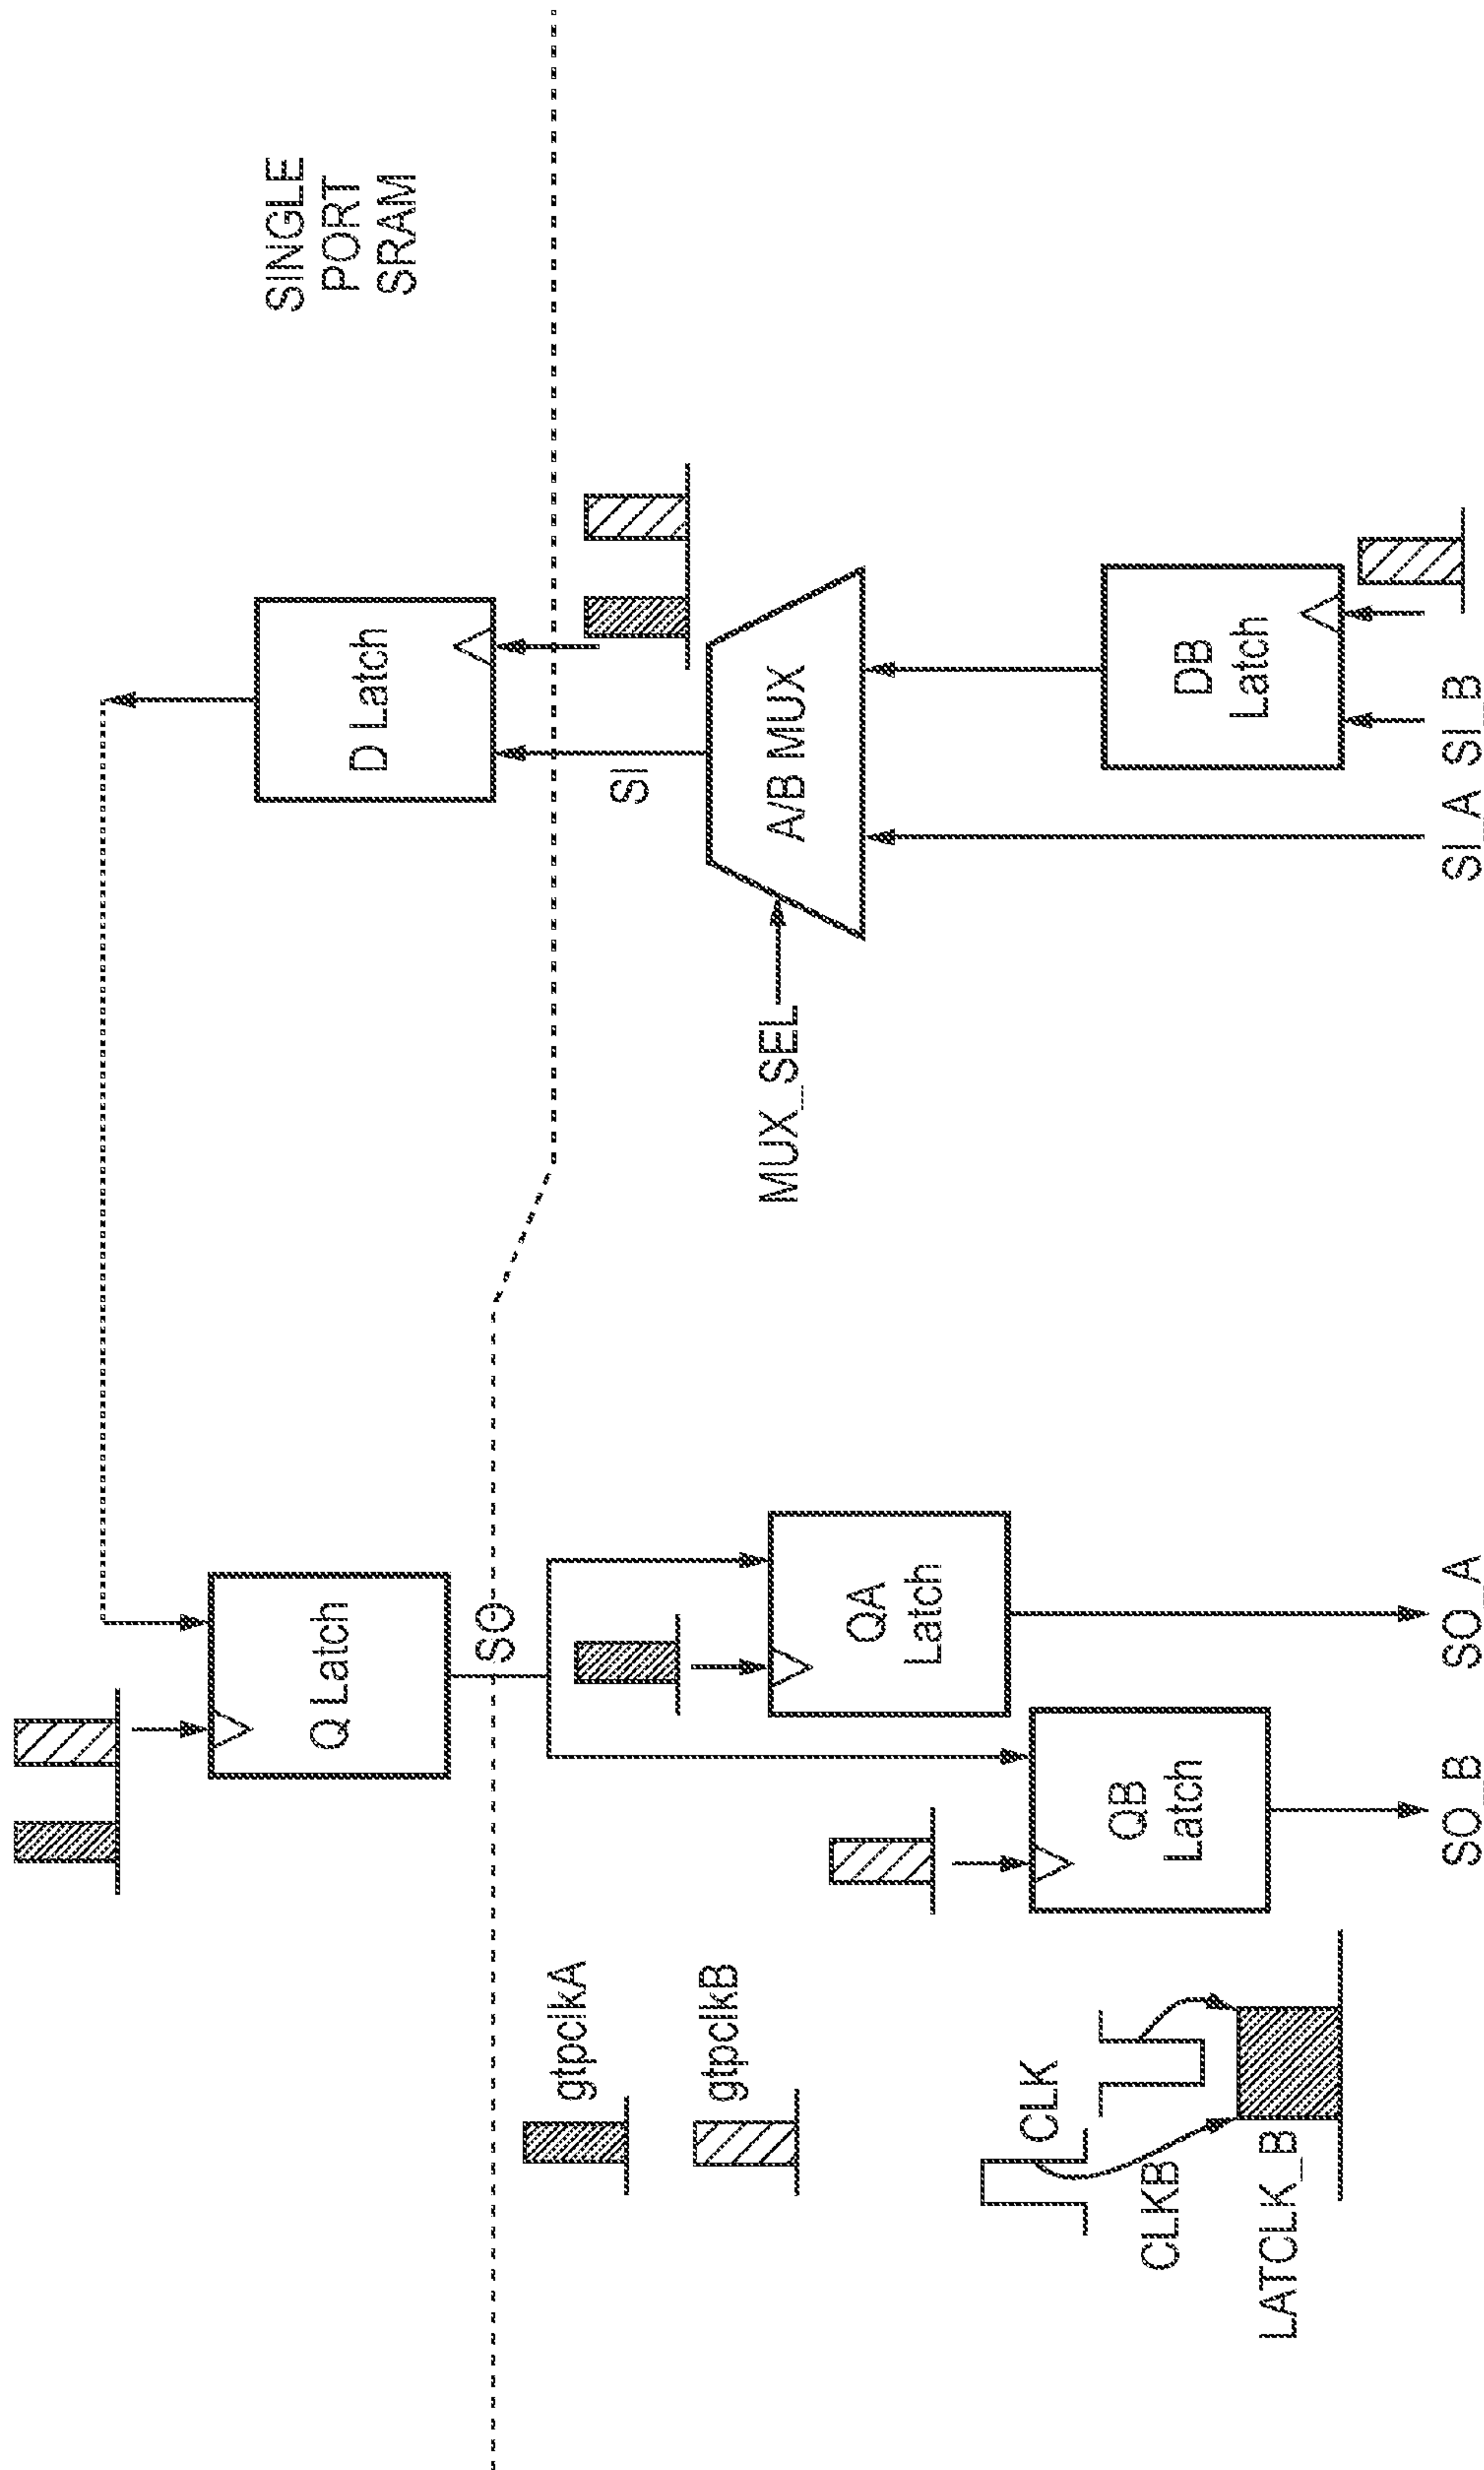 SINGLE
PORT
SRAM
D Latch
Q Latch
SO
SI
A/B MUX
MUX_SEL
QA
Latch
QB
Latch
DB
Latch
gtpclkA
gtpclkB
CLK
CLKB
LATCLK_B
SO_B
SO_A
SI_A
SI_B